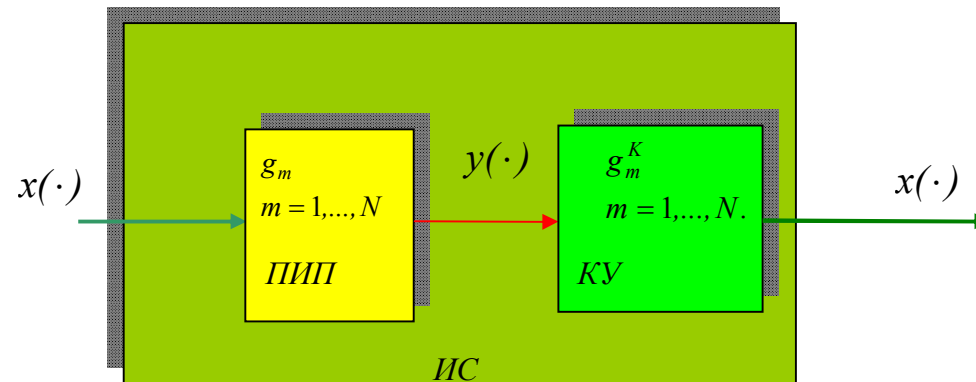 x(·)
g_m
m = 1,..., N
ПИП
y(·)
g_m^K
m = 1,..., N.
КУ
x(·)
ИС